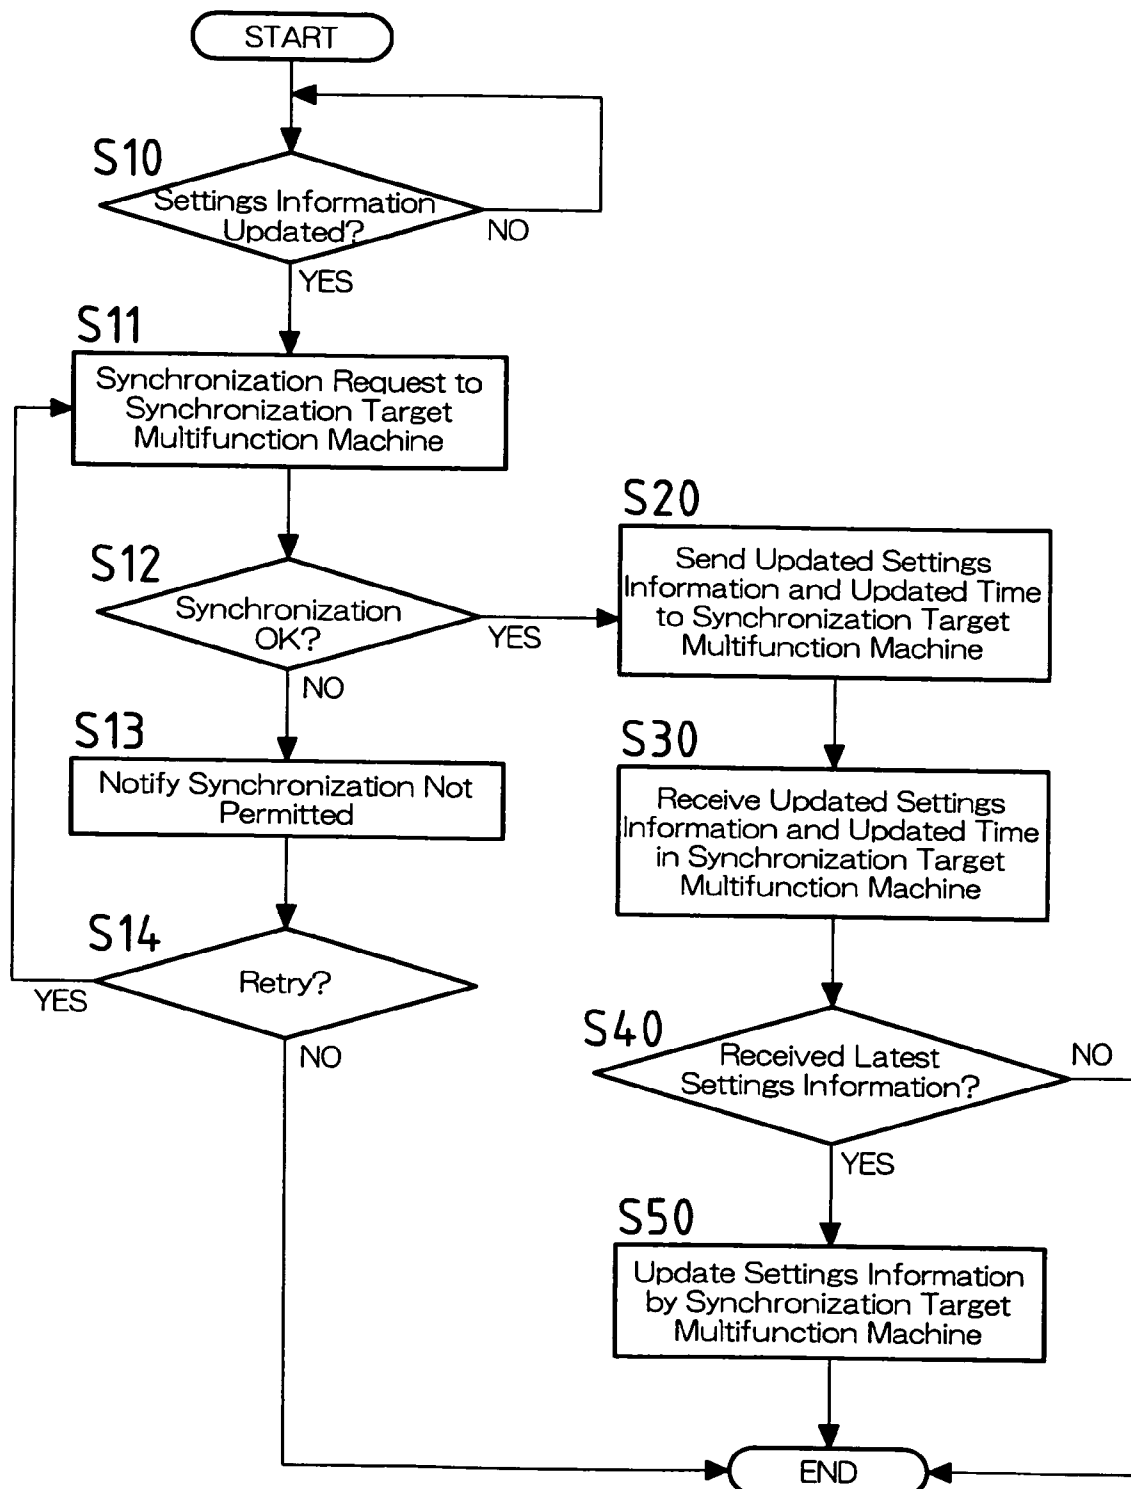 START
S10
Settings Information
Updated?
NO
YES
S11
Synchronization Request to
Synchronization Target
Multifunction Machine
S12
Synchronization
OK?
YES
NO
S13
Notify Synchronization Not
Permitted
S14
Retry?
YES
NO
S20
Send Updated Settings
Information and Updated Time
to Synchronization Target
Multifunction Machine
S30
Receive Updated Settings
Information and Updated Time
in Synchronization Target
Multifunction Machine
S40
Received Latest
Settings Information?
NO
YES
S50
Update Settings Information
by Synchronization Target
Multifunction Machine
END